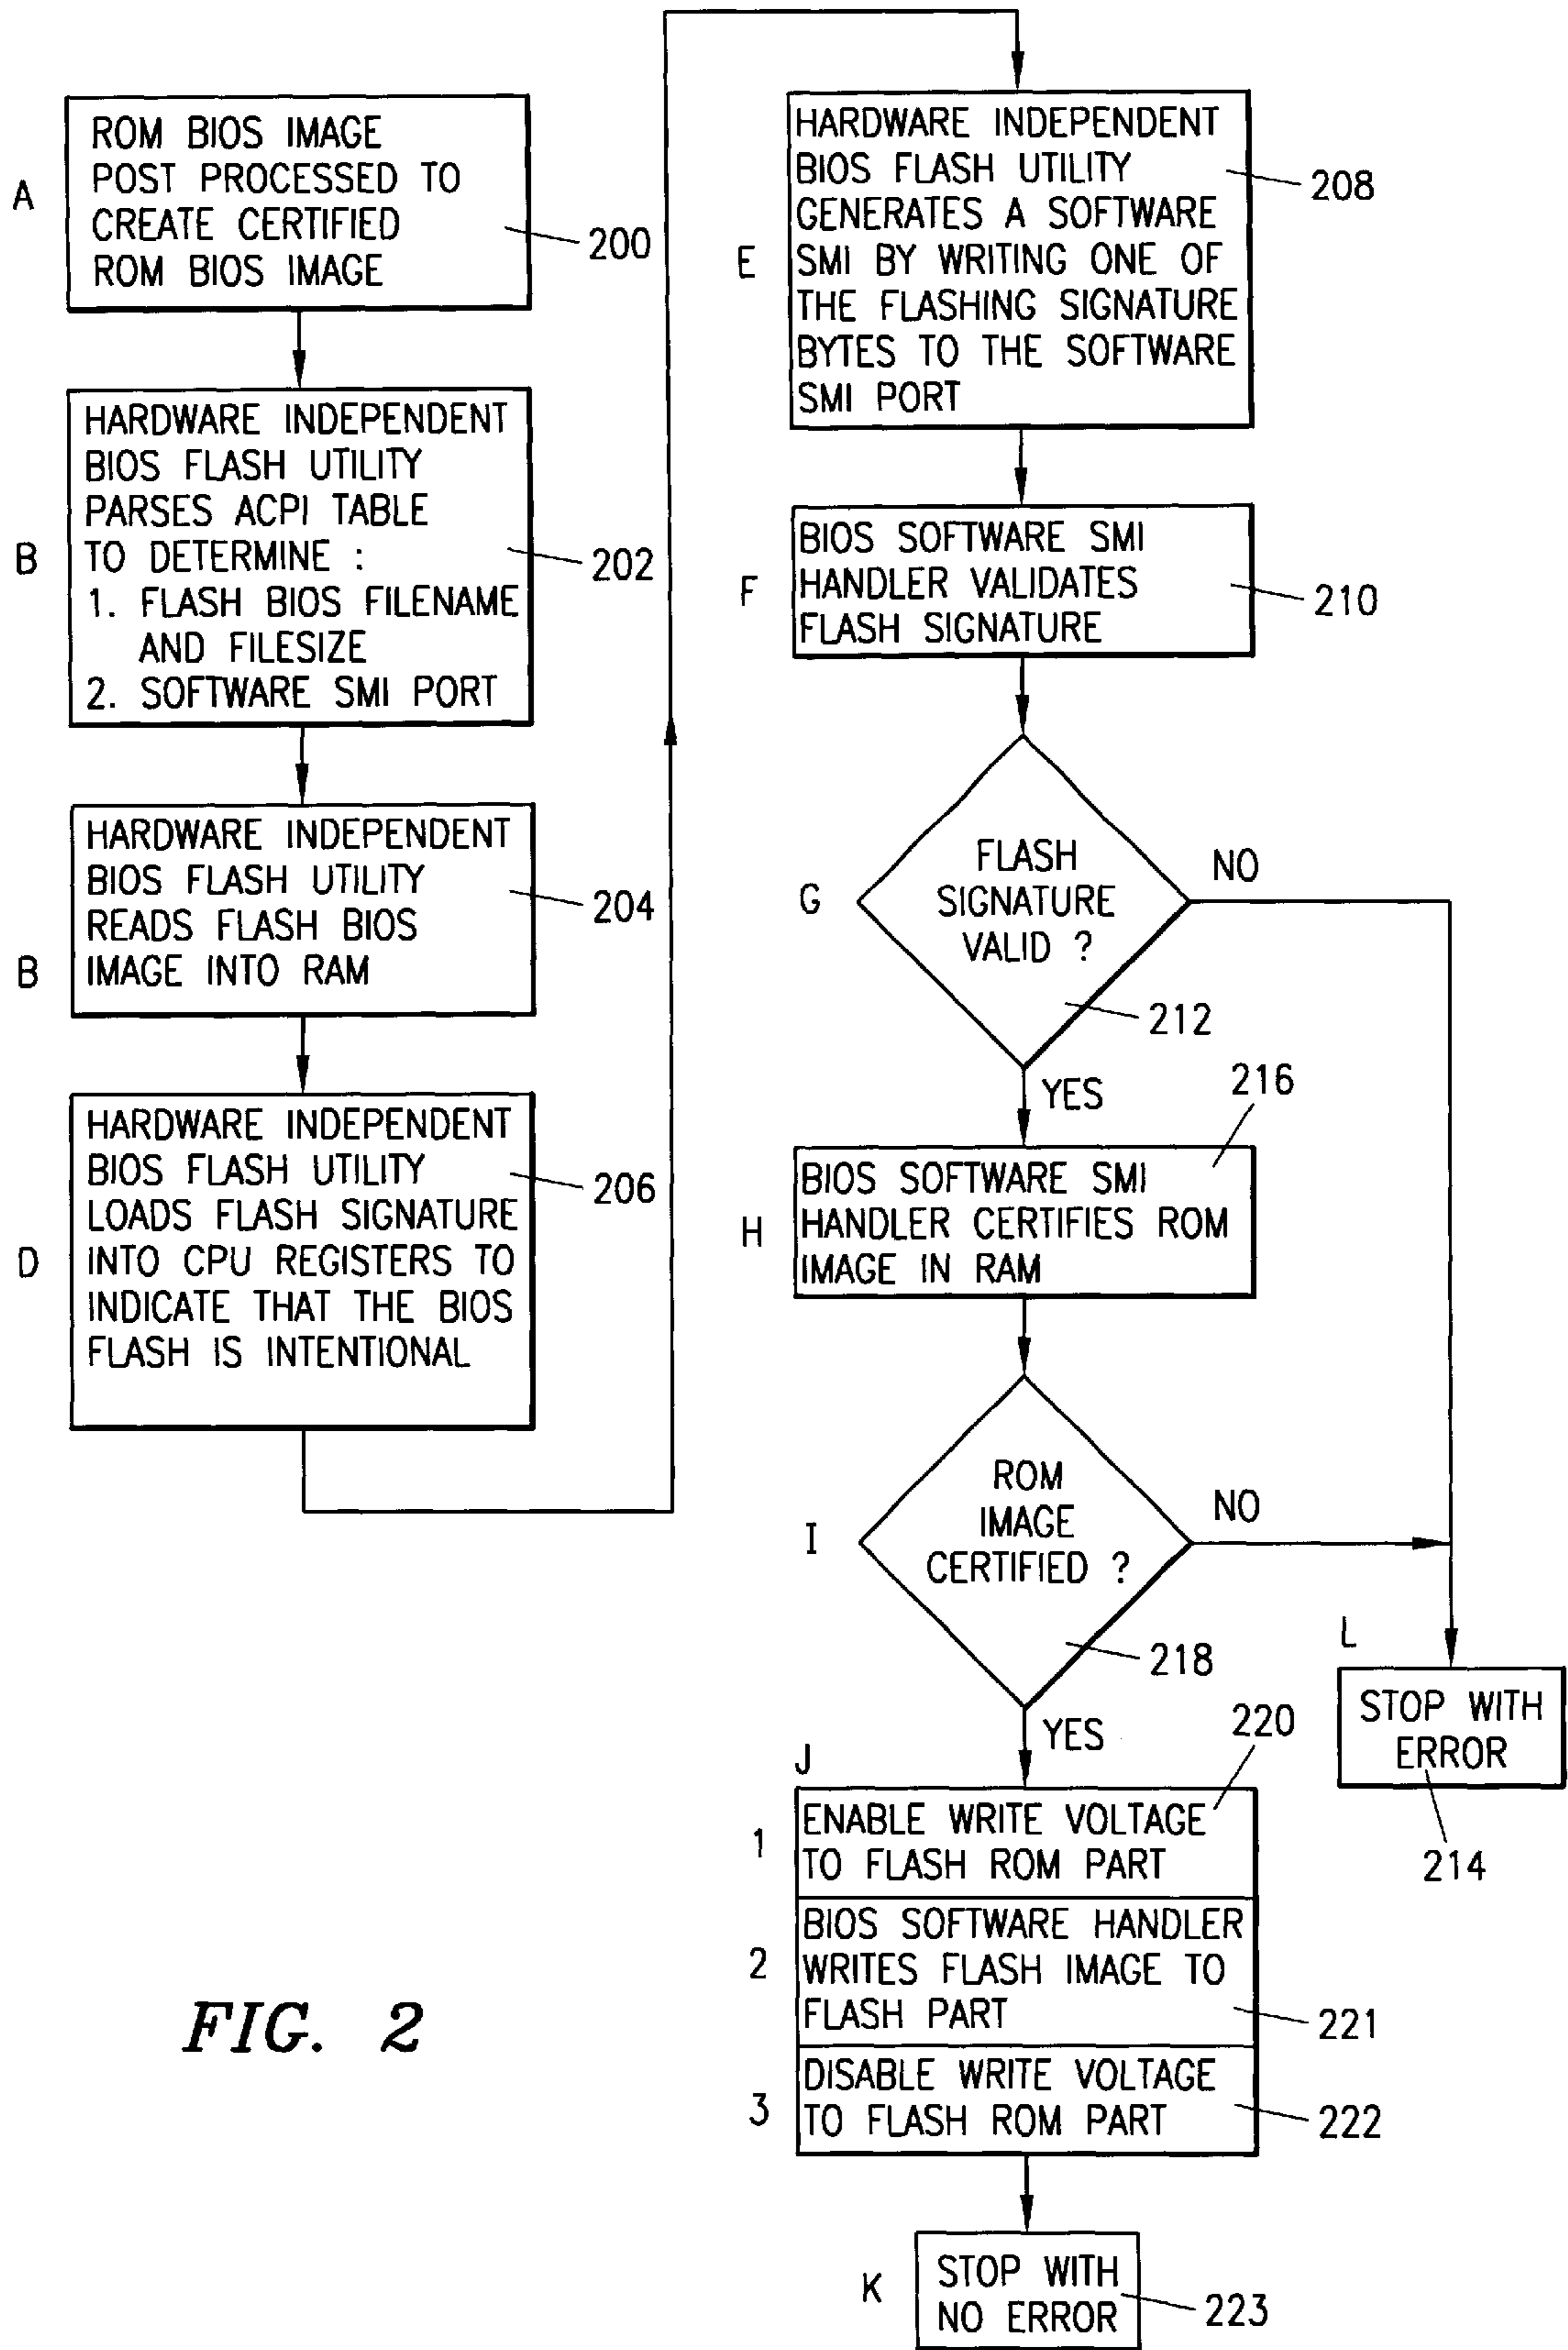 A
ROM BIOS IMAGE
POST PROCESSED TO
CREATE CERTIFIED
ROM BIOS IMAGE
200
B
HARDWARE INDEPENDENT
BIOS FLASH UTILITY
PARSES ACPI TABLE
TO DETERMINE :
1. FLASH BIOS FILENAME
AND FILESIZE
2. SOFTWARE SMI PORT
202
B
HARDWARE INDEPENDENT
BIOS FLASH UTILITY
READS FLASH BIOS
IMAGE INTO RAM
204
D
HARDWARE INDEPENDENT
BIOS FLASH UTILITY
LOADS FLASH SIGNATURE
INTO CPU REGISTERS TO
INDICATE THAT THE BIOS
FLASH IS INTENTIONAL
206
E
HARDWARE INDEPENDENT
BIOS FLASH UTILITY
GENERATES A SOFTWARE
SMI BY WRITING ONE OF
THE FLASHING SIGNATURE
BYTES TO THE SOFTWARE
SMI PORT
208
F
BIOS SOFTWARE SMI
HANDLER VALIDATES
FLASH SIGNATURE
210
G
FLASH
SIGNATURE
VALID ?
212
NO
YES
216
H
BIOS SOFTWARE SMI
HANDLER CERTIFIES ROM
IMAGE IN RAM
I
ROM
IMAGE
CERTIFIED ?
218
NO
YES
L
STOP WITH
ERROR
214
J
220
1
ENABLE WRITE VOLTAGE
TO FLASH ROM PART
2
BIOS SOFTWARE HANDLER
WRITES FLASH IMAGE TO
FLASH PART
221
3
DISABLE WRITE VOLTAGE
TO FLASH ROM PART
222
K
STOP WITH
NO ERROR
223
FIG. 2